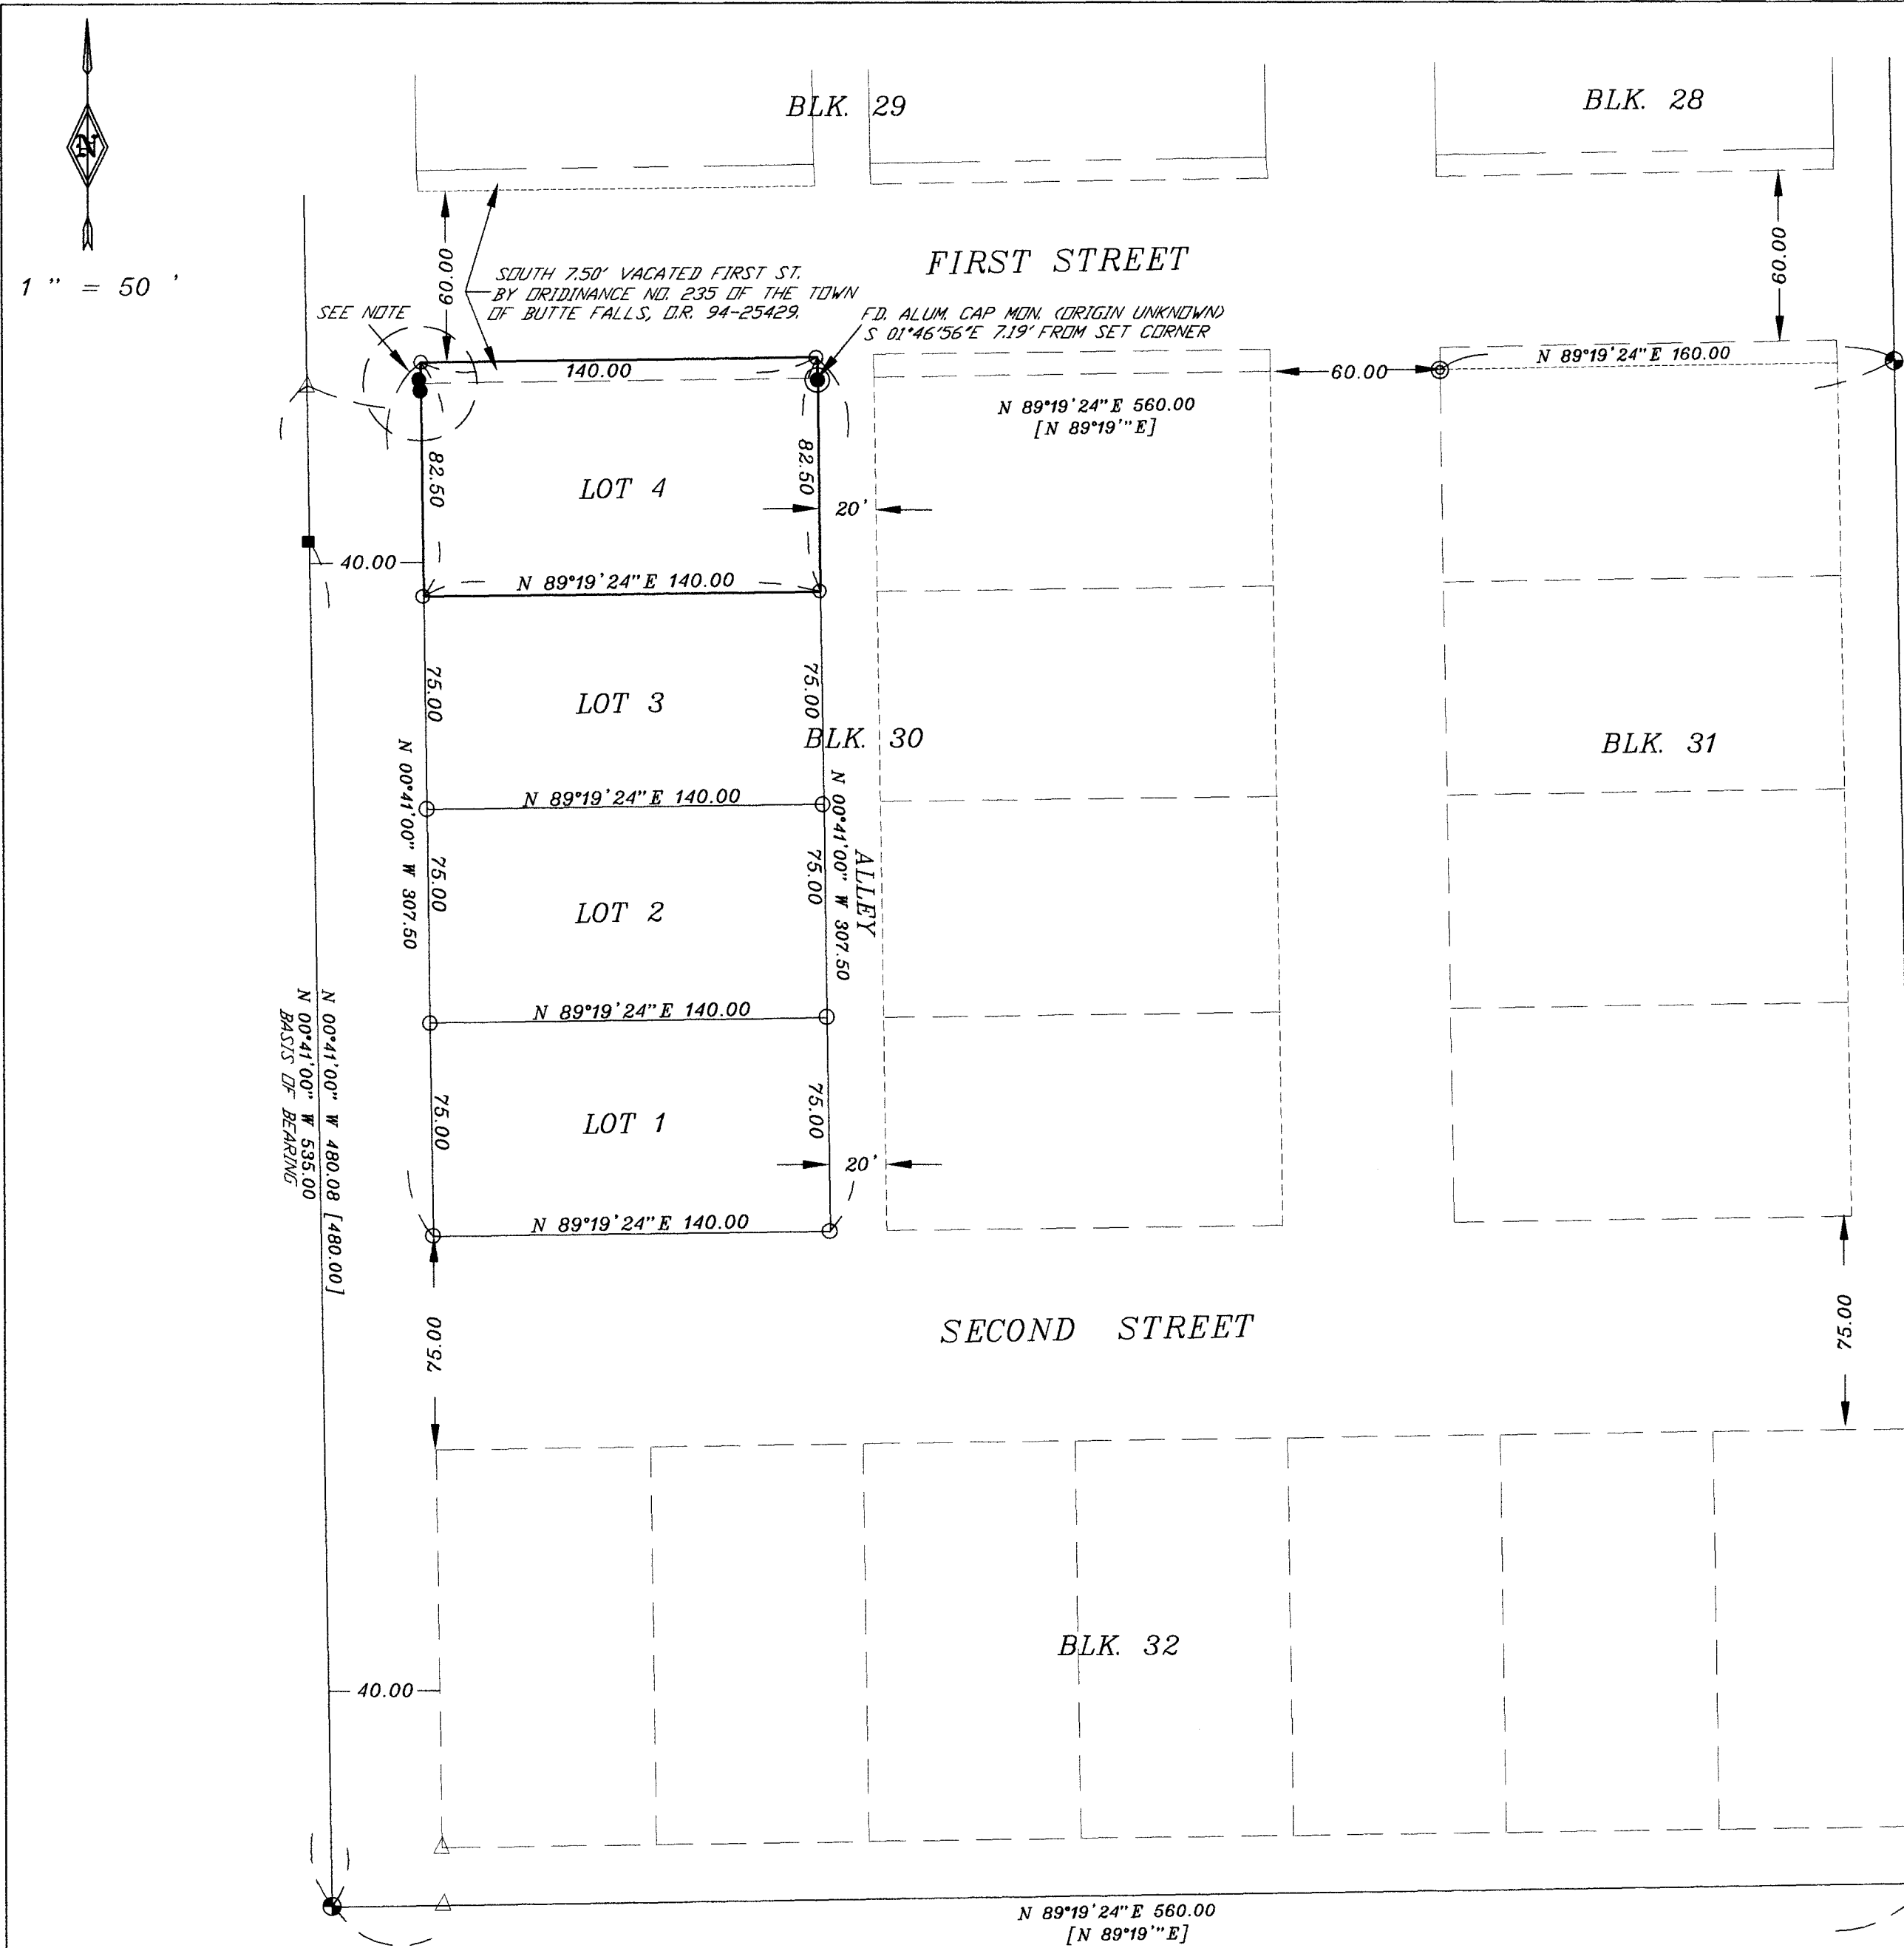 BLK. 29
BLK. 28
N
1 " = 50 '
60.00
60.00
FIRST STREET
SOUTH 7.50' VACATED FIRST ST.
BY ORIDINANCE NO. 235 OF THE TOWN
OF BUTTE FALLS, O.R. 94-25429.
SEE NOTE
FD. ALUM. CAP MON. (ORIGIN UNKNOWN)
S 01°46'56"E 7.19' FROM SET CORNER
140.00
60.00
N 89°19'24"E 160.00
N 89°19'24"E 560.00
[N 89°19'"E]
82.50
82.50
LOT 4
20'
40.00
N 89°19'24"E 140.00
75.00
LOT 3
75.00
BLK. 30
BLK. 31
N 89°19'24"E 140.00
N 00°41'00" W 307.50
75.00
LOT 2
75.00
N 00°41'00" W 307.50
ALLEY
N 89°19'24"E 140.00
N 00°41'00" W 480.08 [480.00]
N 00°41'00" W 535.00
BASIS OF BEARING
75.00
LOT 1
75.00
20'
N 89°19'24"E 140.00
75.00
SECOND STREET
75.00
BLK. 32
40.00
N 89°19'24"E 560.00
[N 89°19'"E]